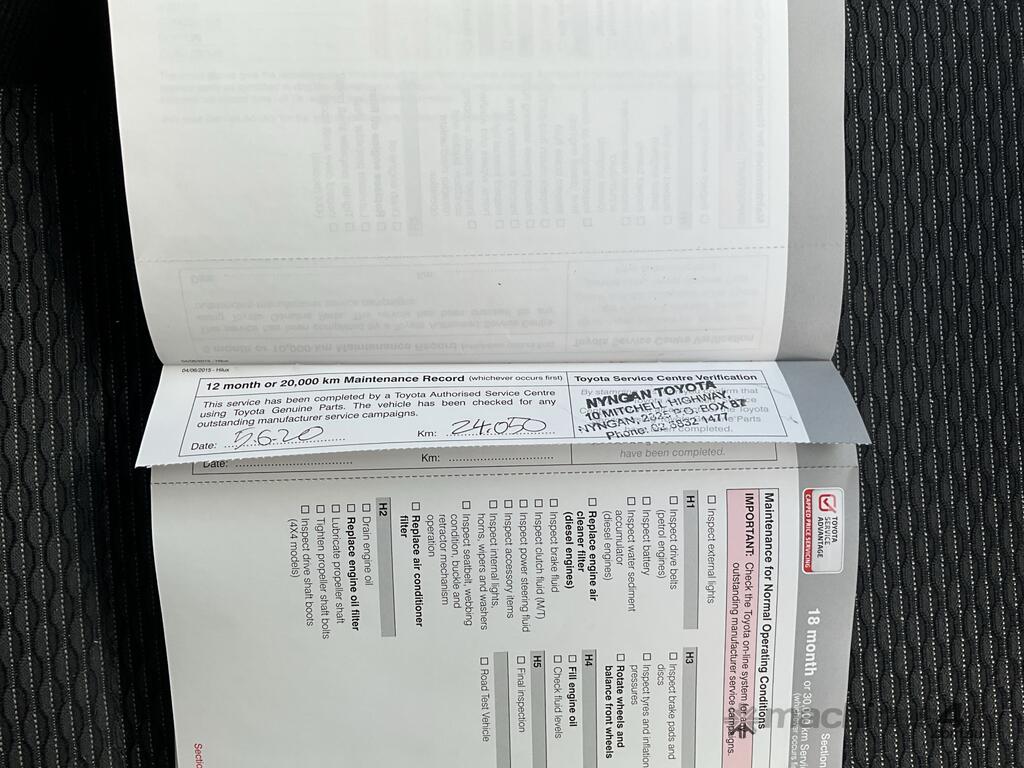 04/06/2015 - Hilux
12 month or 20,000 km Maintenance Record (whichever occurs first)
This service has been completed by a Toyota Authorised Service Centre
using Toyota Genuine Parts. The vehicle has been checked for any
outstanding manufacturer service campaigns.
Date: 5.6.20
Km: 24050
Toyota Service Centre Verification
NYNGAN TOYOTA
10 MITCHELL HIGHWAY,
NYNGAN, 2825 P.O. BOX 87
Phone: 02 6832 1477
Date:
Km:
have been completed.
TOYOTA
SERVICE
ADVANTAGE
CAPPED PRICE SERVICING
18 month or 30,000 km
Maintenance for Normal Operating Conditions
IMPORTANT: Check the Toyota on-line system for
outstanding manufacturer service campaigns.
☐ Inspect external lights
H1
☐ Inspect drive belts
(petrol engines)
☐ Inspect battery
☐ Inspect water sediment
accumulator
(diesel engines)
☐ Replace engine air
cleaner filter
(diesel engines)
☐ Inspect brake fluid
☐ Inspect clutch fluid (M/T)
☐ Inspect power steering fluid
☐ Inspect accessory items
☐ Inspect internal lights,
horns, wipers and washers
☐ Inspect seatbelt, webbing
condition, buckle and
retractor mechanism
operation
☐ Replace air conditioner
filter
H2
☐ Drain engine oil
☐ Replace engine oil filter
☐ Lubricate propeller shaft
☐ Tighten propeller shaft bolts
☐ Inspect drive shaft boots
(4X4 models)
H3
☐ Inspect brake pads and
discs
☐ Inspect tyres and inflation
pressures
☐ Rotate wheels and
balance front wheels
H4
☐ Fill engine oil
☐ Check fluid levels
H5
☐ Final inspection
☐ Road Test Vehicle